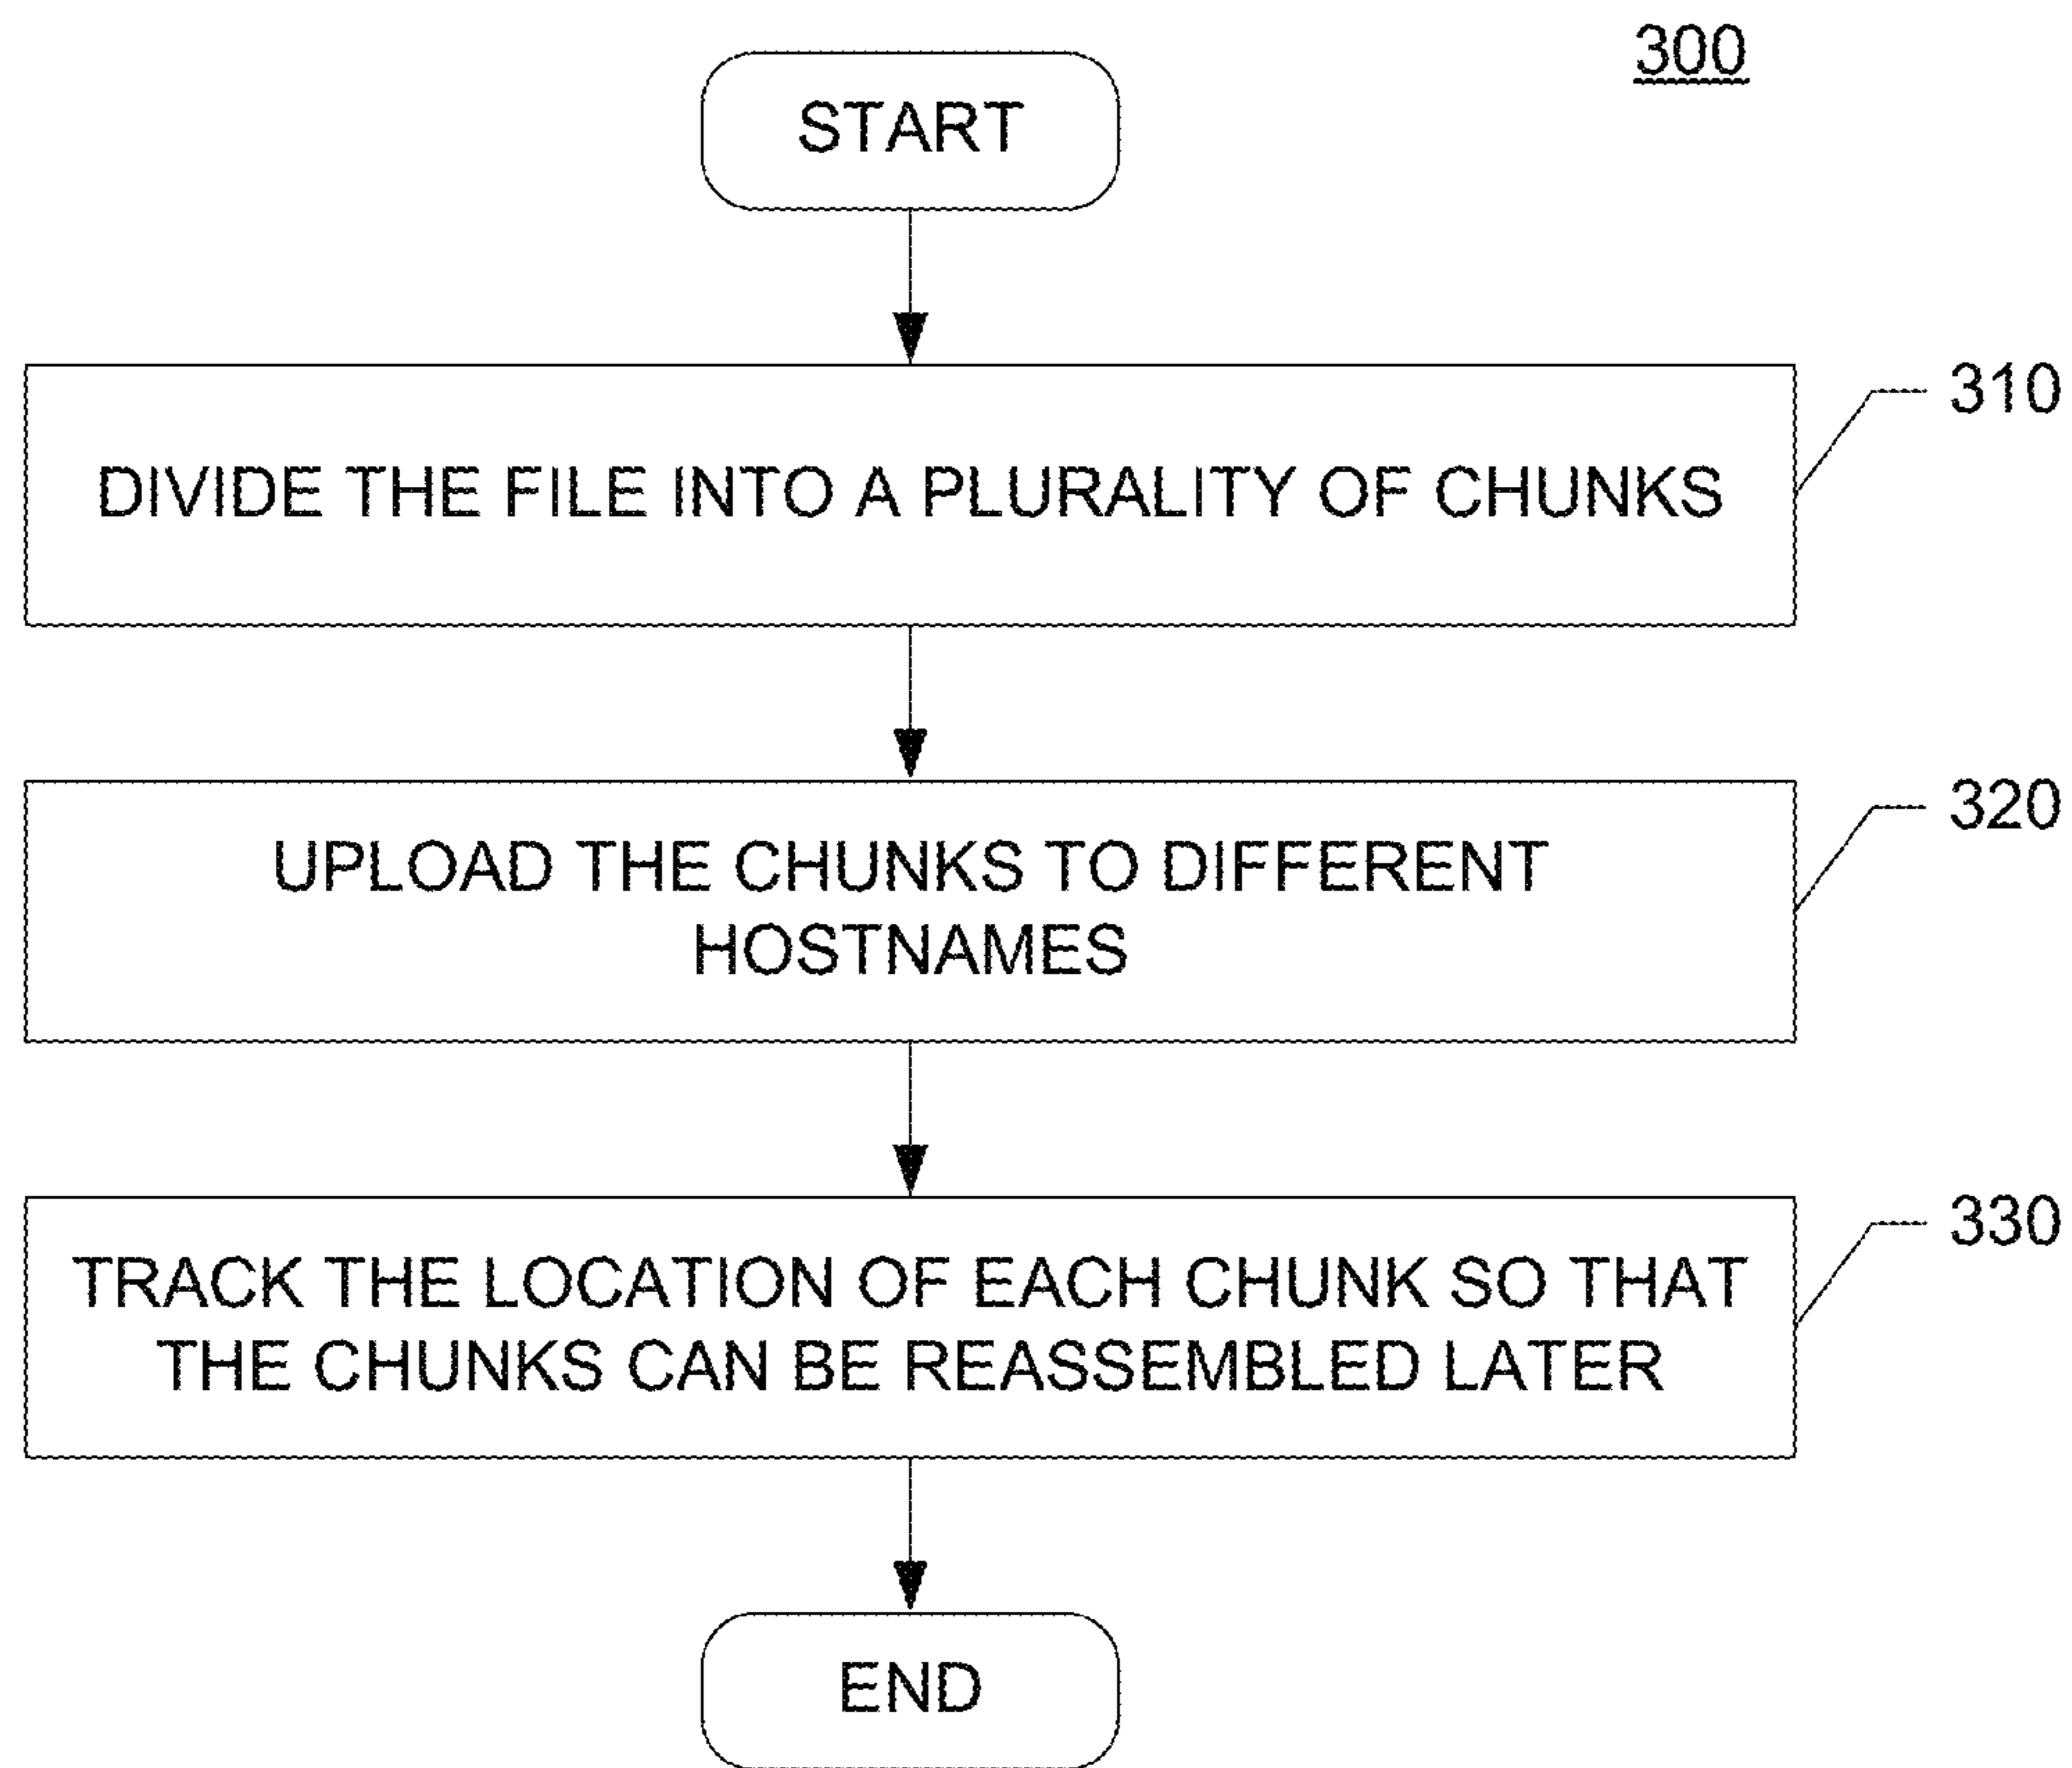 300
START
310
DIVIDE THE FILE INTO A PLURALITY OF CHUNKS
320
UPLOAD THE CHUNKS TO DIFFERENT
HOSTNAMES
330
TRACK THE LOCATION OF EACH CHUNK SO THAT
THE CHUNKS CAN BE REASSEMBLED LATER
END